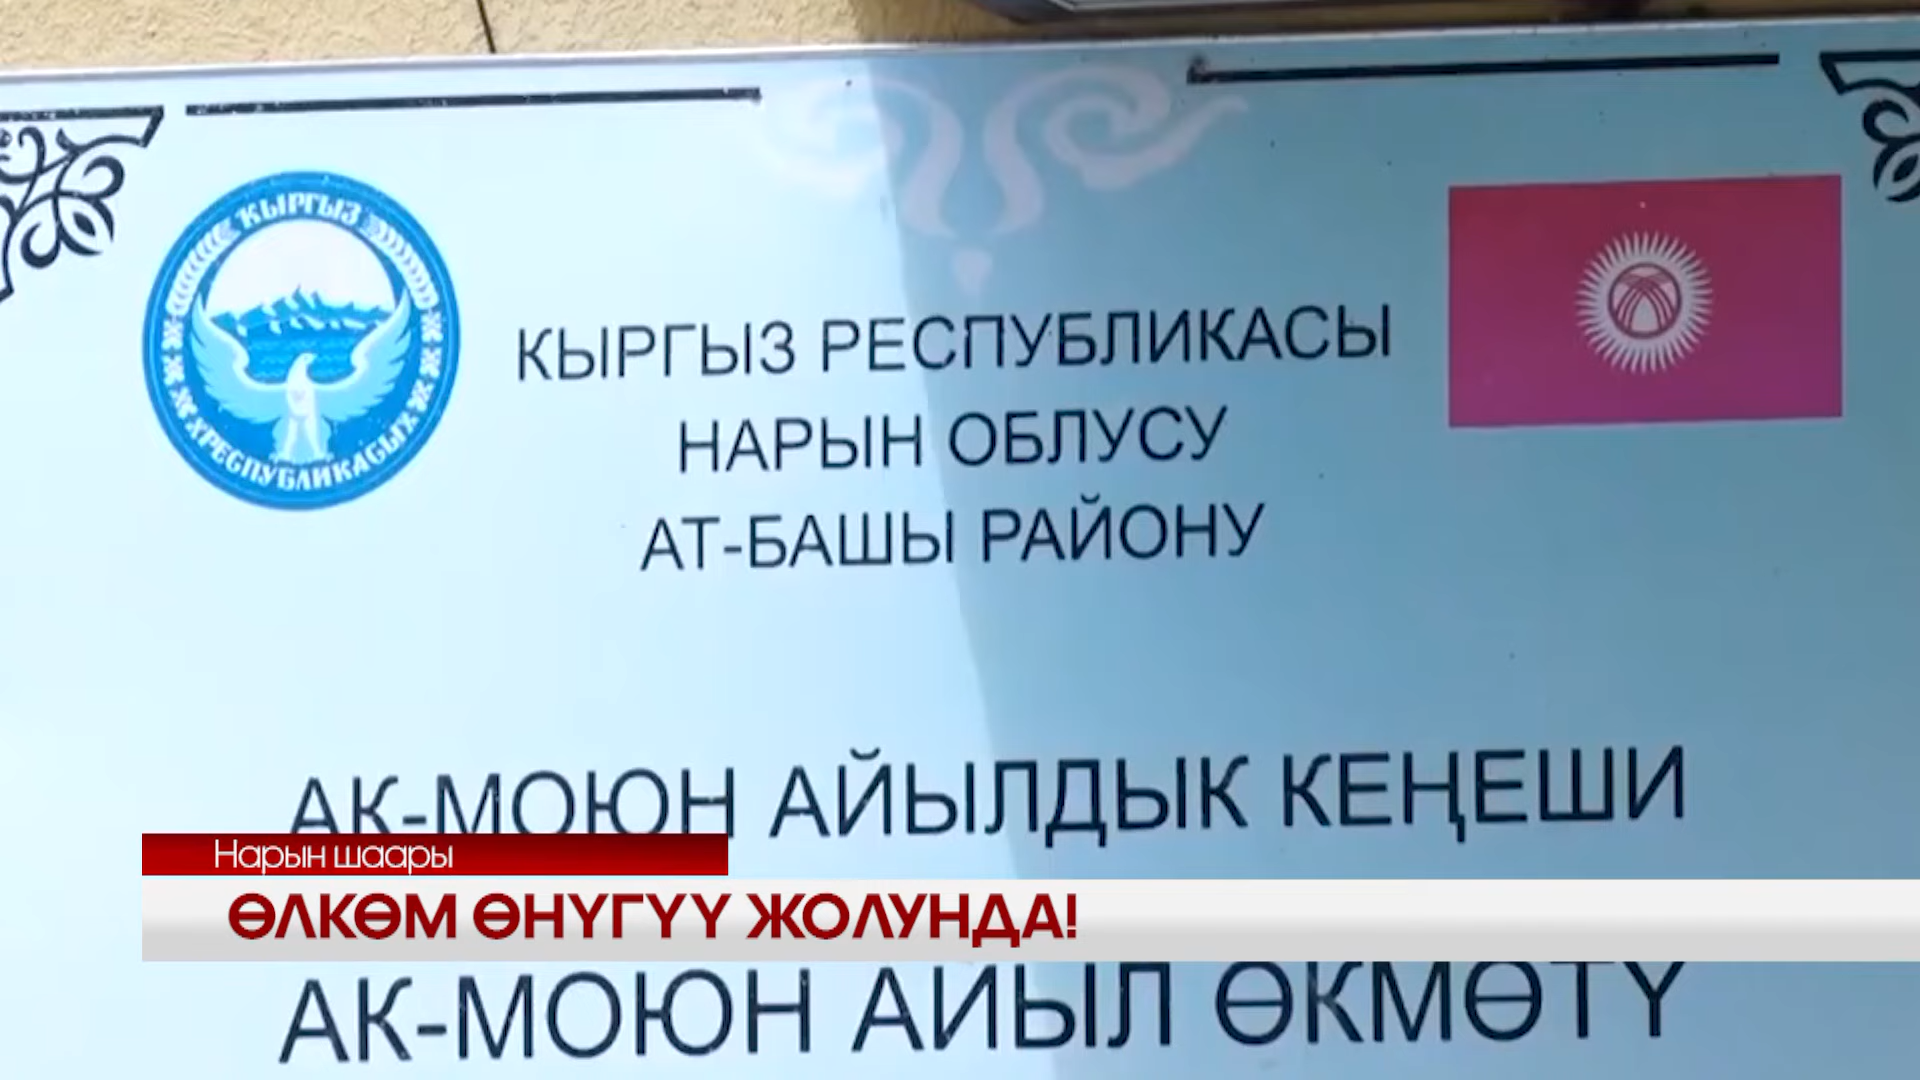 КЫРГЫЗ
РЕСПУБЛИКАСЫ
КЫРГЫЗ РЕСПУБЛИКАСЫ
НАРЫН ОБЛУСУ
АТ-БАШЫ РАЙОНУ
АК-МОЮН АЙЫЛДЫК КЕҢЕШИ
Нарын шаары
ӨЛКӨМ ӨНҮГҮҮ ЖОЛУНДА!
АК-МОЮН АЙЫЛ ӨКМӨТҮ